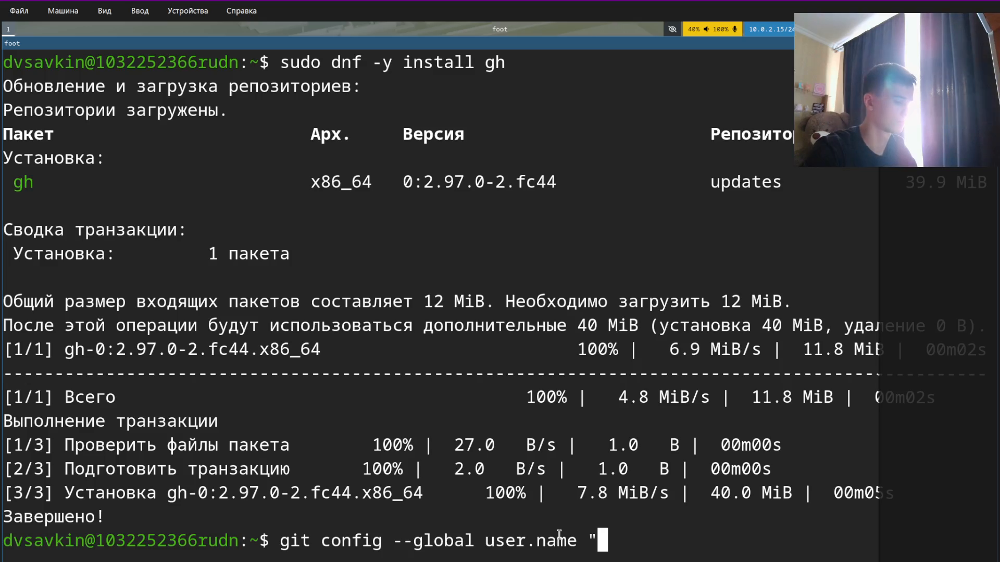 Файл Машина Вид Ввод Устройства Справка
1 foot 40% 100% 10.0.2.15/24
foot
dvsavkin@1032252366rudn:~$ sudo dnf -y install gh
Обновление и загрузка репозиториев:
Репозитории загружены.
Пакет Арх. Версия Репозитор
Установка:
gh x86_64 0:2.97.0-2.fc44 updates 39.9 MiB
Сводка транзакции:
Установка: 1 пакета
Общий размер входящих пакетов составляет 12 MiB. Необходимо загрузить 12 MiB.
После этой операции будут использоваться дополнительные 40 MiB (установка 40 MiB, удаление 0 B).
[1/1] gh-0:2.97.0-2.fc44.x86_64 100% | 6.9 MiB/s | 11.8 MiB | 00m02s
------------------------------------------------------------------------------------------------
[1/1] Всего 100% | 4.8 MiB/s | 11.8 MiB | 00m02s
Выполнение транзакции
[1/3] Проверить файлы пакета 100% | 27.0 B/s | 1.0 B | 00m00s
[2/3] Подготовить транзакцию 100% | 2.0 B/s | 1.0 B | 00m00s
[3/3] Установка gh-0:2.97.0-2.fc44.x86_64 100% | 7.8 MiB/s | 40.0 MiB | 00m05s
Завершено!
dvsavkin@1032252366rudn:~$ git config --global user.name "